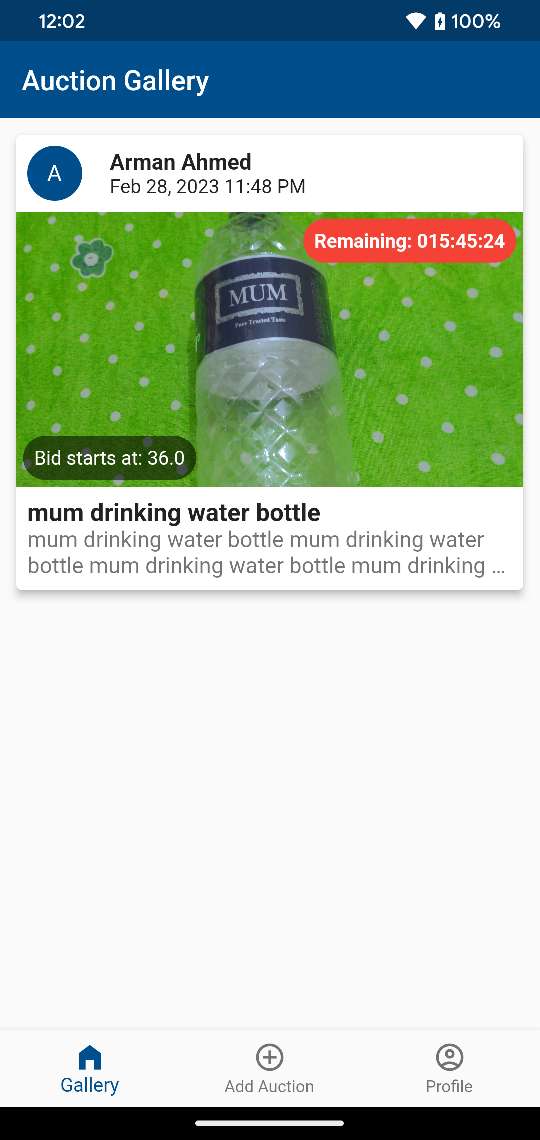 12:02
100%
Auction Gallery
A
Arman Ahmed
Feb 28, 2023 11:48 PM
Remaining: 015:45:24
MUM
Pure Trusted Taste
Bid starts at: 36.0
mum drinking water bottle
mum drinking water bottle mum drinking water
bottle mum drinking water bottle mum drinking ...
Gallery
Add Auction
Profile